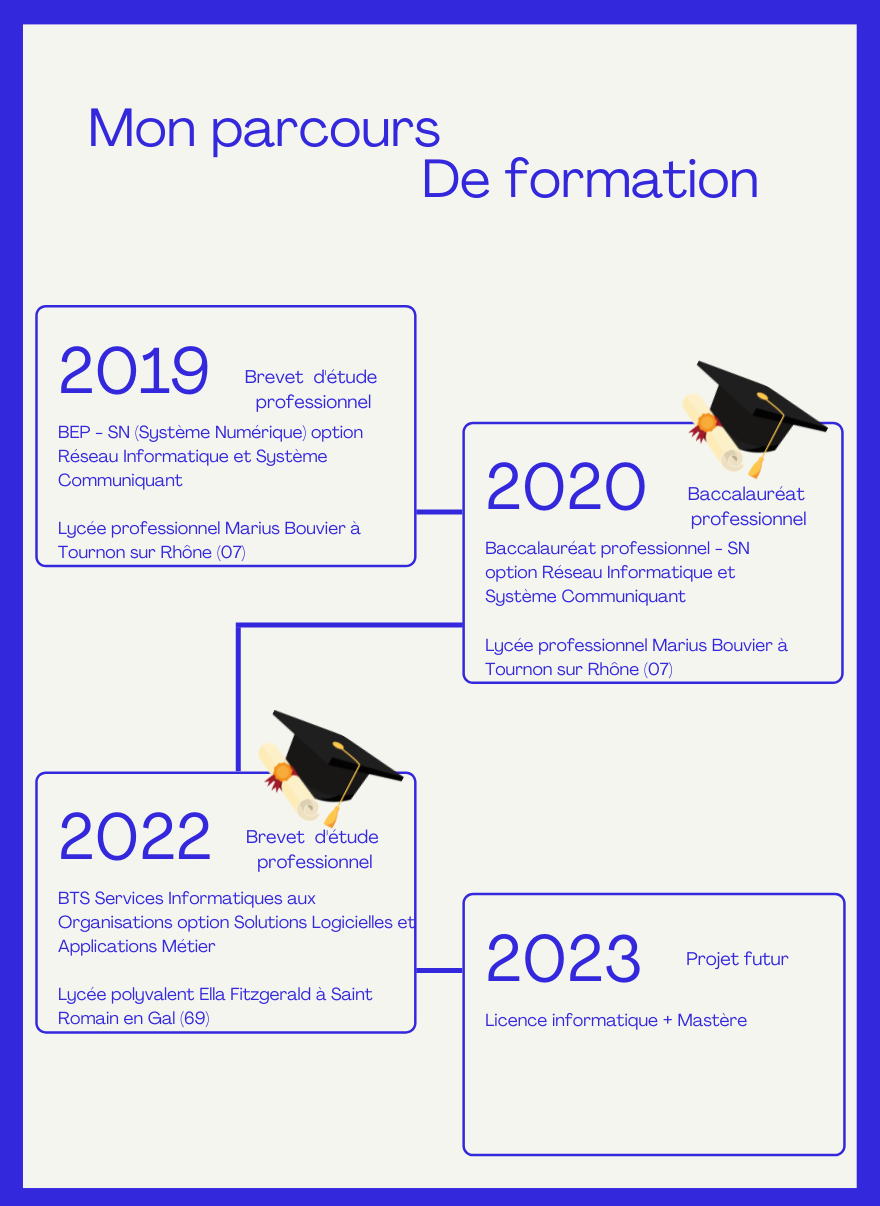 Mon parcours
De formation
2019
Brevet d'étude
professionnel
BEP - SN (Système Numérique) option
Réseau Informatique et Système
Communiquant
Lycée professionnel Marius Bouvier à
Tournon sur Rhône (07)
2020
Baccalauréat
professionnel
Baccalauréat professionnel - SN
option Réseau Informatique et
Système Communiquant
Lycée professionnel Marius Bouvier à
Tournon sur Rhône (07)
2022
Brevet d'étude
professionnel
BTS Services Informatiques aux
Organisations option Solutions Logicielles et
Applications Métier
Lycée polyvalent Ella Fitzgerald à Saint
Romain en Gal (69)
2023
Projet futur
Licence informatique + Mastère